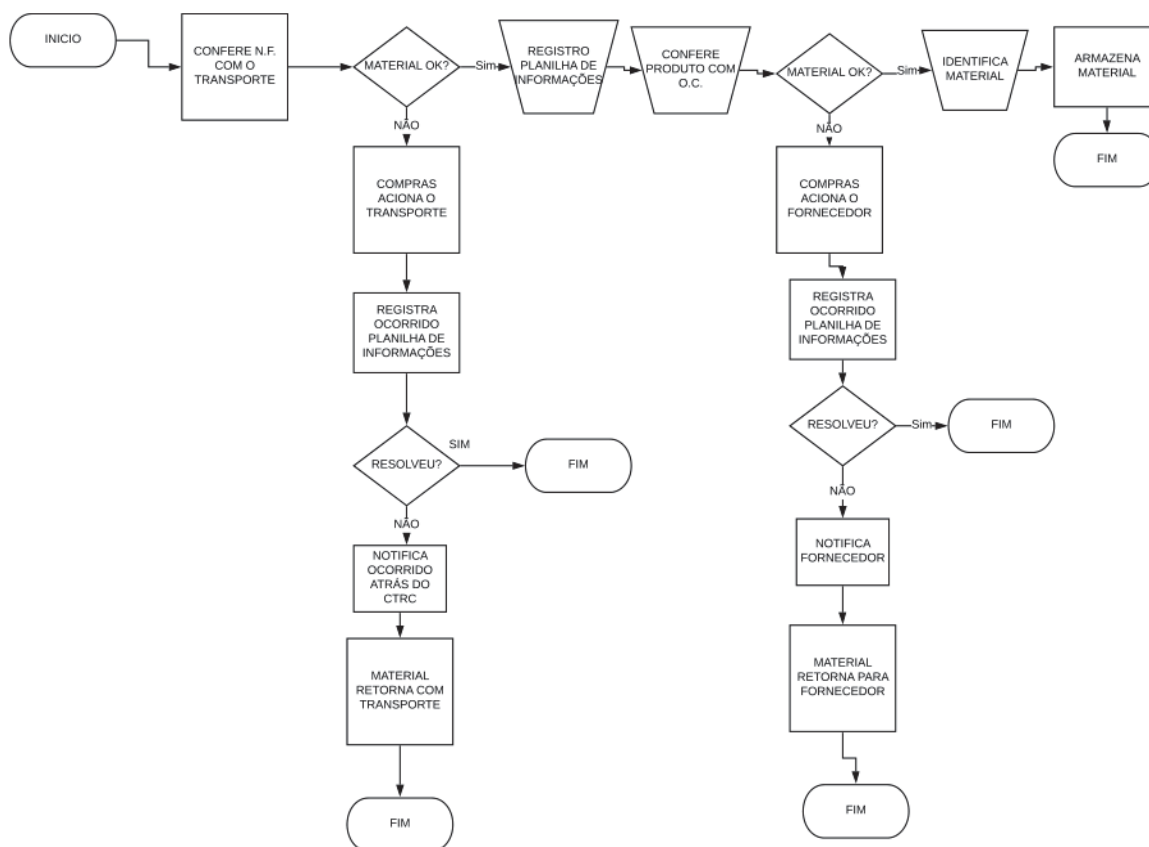 INICIO
CONFERE N.F.
COM O
TRANSPORTE
MATERIAL OK?
Sim
REGISTRO
PLANILHA DE
INFORMAÇÕES
CONFERE
PRODUTO COM
O.C.
MATERIAL OK?
Sim
IDENTIFICA
MATERIAL
ARMAZENA
MATERIAL
FIM
NÃO
COMPRAS
ACIONA O
TRANSPORTE
REGISTRA
OCORRIDO
PLANILHA DE
INFORMAÇÕES
RESOLVEU?
SIM
FIM
NÃO
NOTIFICA
OCORRIDO
ATRÁS DO
CTRC
MATERIAL
RETORNA COM
TRANSPORTE
FIM
NÃO
COMPRAS
ACIONA O
FORNECEDOR
REGISTRA
OCORRIDO
PLANILHA DE
INFORMAÇÕES
RESOLVEU?
Sim
FIM
NÃO
NOTIFICA
FORNECEDOR
MATERIAL
RETORNA PARA
FORNECEDOR
FIM